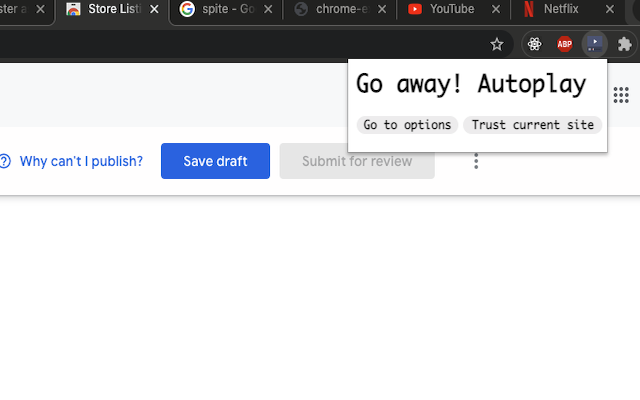 ster a
Store Listi
spite - Go
chrome-e
YouTube
Netflix
ABP
Go away! Autoplay
Go to options
Trust current site
Why can't I publish?
Save draft
Submit for review